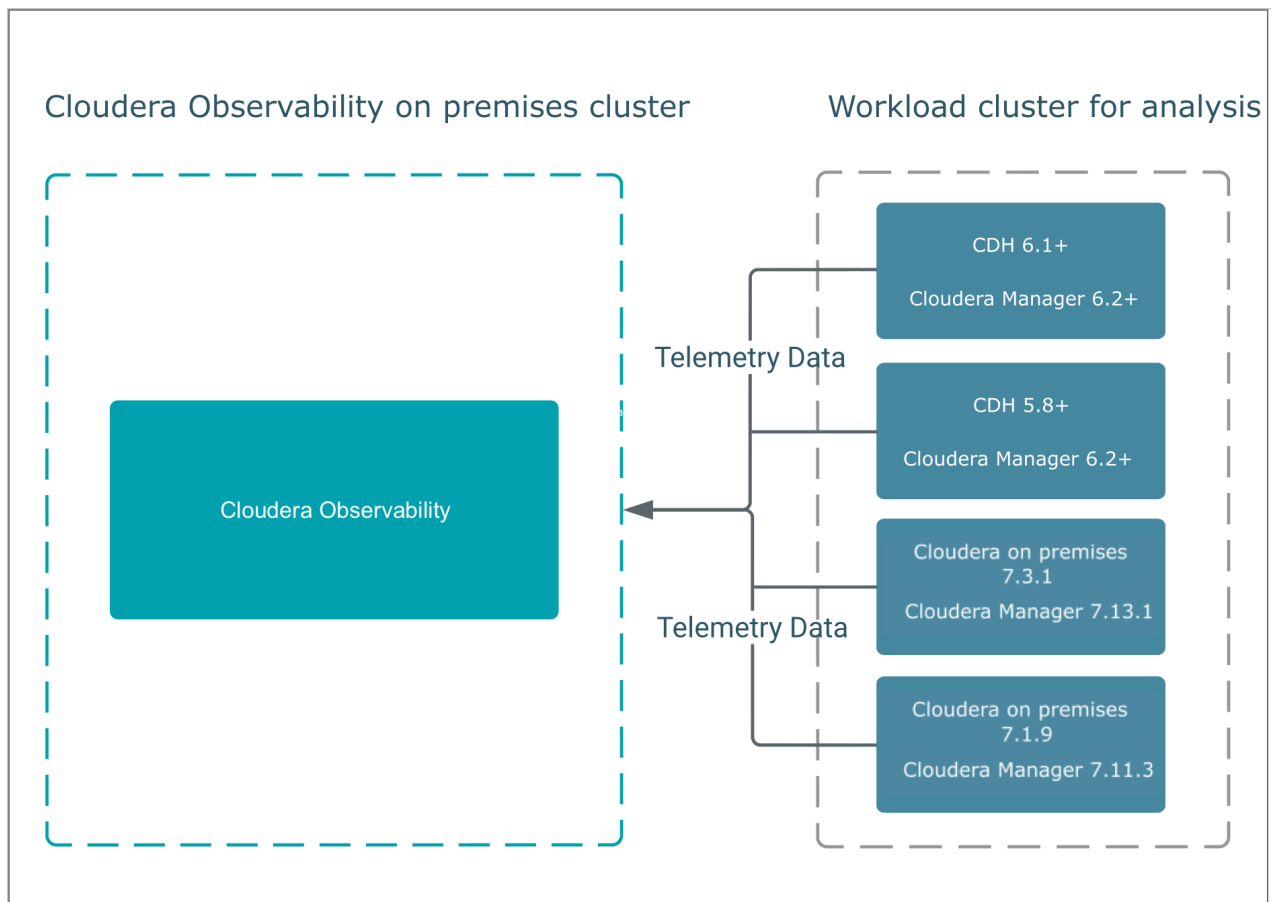 Cloudera Observability on premises cluster
Workload cluster for analysis
CDH 6.1+
Cloudera Manager 6.2+
Telemetry Data
CDH 5.8+
Cloudera Manager 6.2+
Cloudera Observability
Cloudera on premises
7.3.1
Cloudera Manager 7.13.1
Telemetry Data
Cloudera on premises
7.1.9
Cloudera Manager 7.11.3